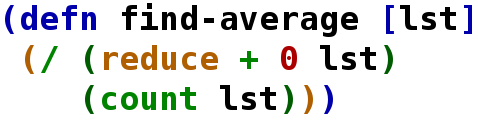 (defn find-average [lst]
(/ (reduce + 0 lst)
(count lst)))